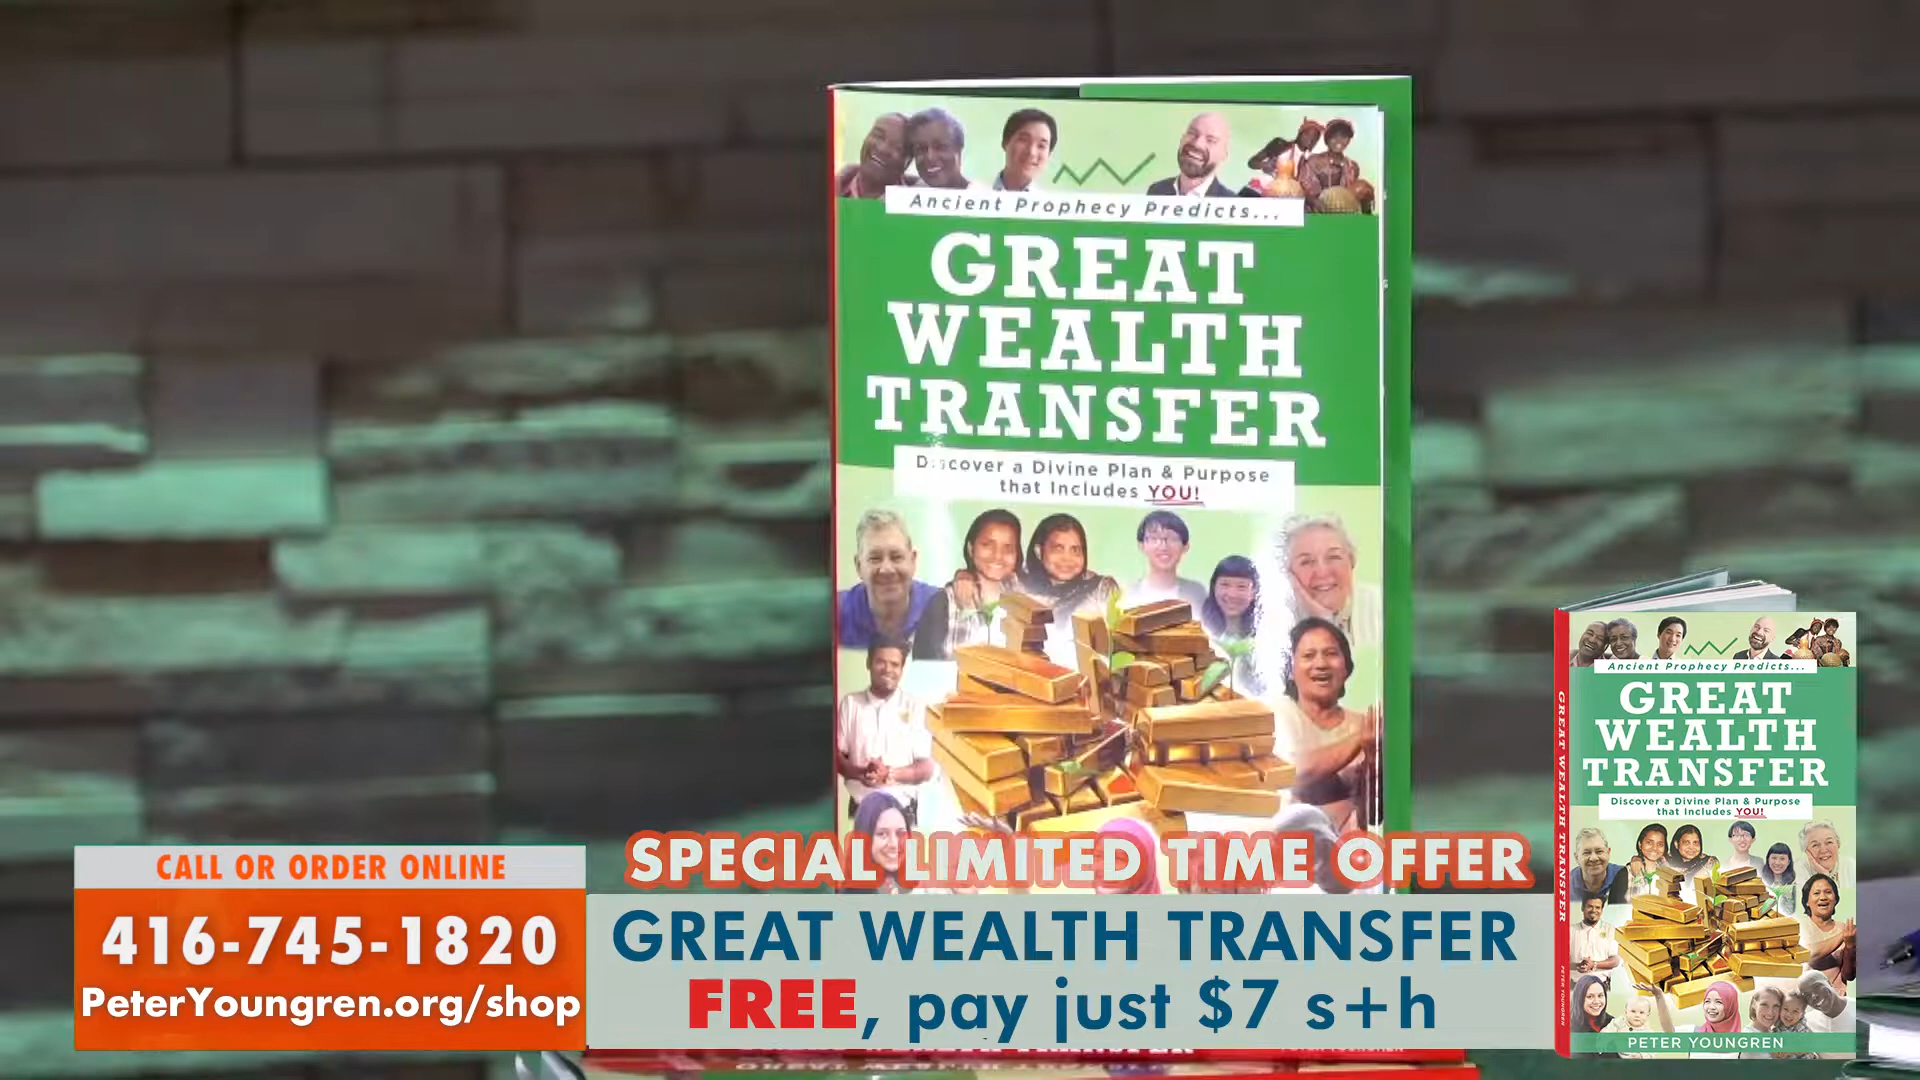 Ancient Prophecy Predicts...
GREAT
WEALTH
TRANSFER
Discover a Divine Plan & Purpose
that Includes YOU!
SPECIAL LIMITED TIME OFFER
CALL OR ORDER ONLINE
416-745-1820
PeterYoungren.org/shop
GREAT WEALTH TRANSFER
FREE, pay just $7 s+h
Ancient Prophecy Predicts...
GREAT
WEALTH
TRANSFER
Discover a Divine Plan & Purpose
that Includes YOU!
PETER YOUNGREN
GREAT WEALTH TRANSFER
PETER YOUNGREN